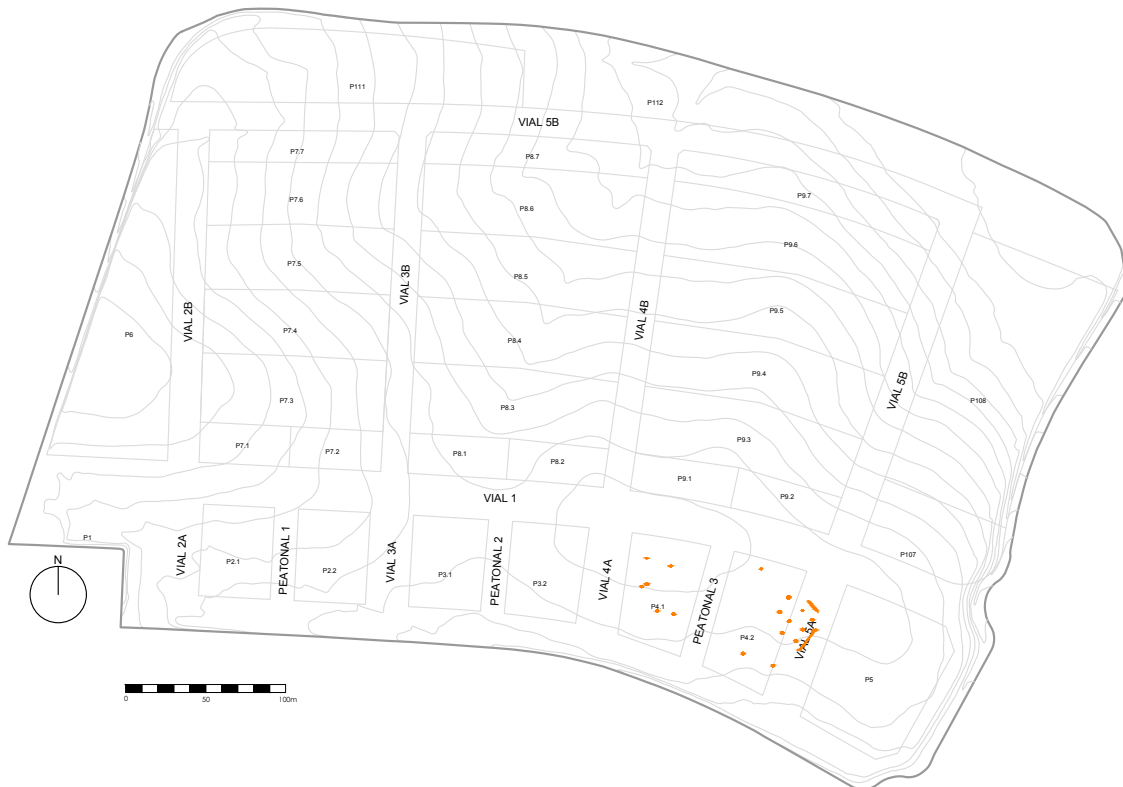 P111
P112
VIAL 5B
P7.7
P8.7
P9.7
P7.6
P8.6
P9.6
P7.5
P8.5
VIAL 3B
P9.5
VIAL 2B
P6
P7.4
P8.4
VIAL 4B
P9.4
VIAL 5B
P108
P7.3
P8.3
P9.3
P7.1
P7.2
P8.1
P8.2
P9.1
P9.2
VIAL 1
P1
VIAL 2A
P2.1
PEATONAL 1
P2.2
VIAL 3A
P3.1
PEATONAL 2
P3.2
VIAL 4A
P4.1
PEATONAL 3
P4.2
VIAL 5A
P107
P5
N
0 50 100m